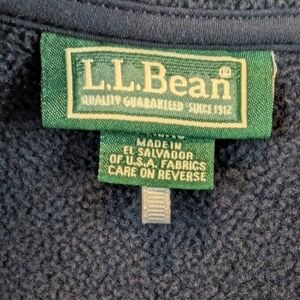 L.L.Bean
QUALITY GUARANTEED · SINCE 1912
MADE IN
EL SALVADOR
OF U.S.A. FABRICS
CARE ON REVERSE